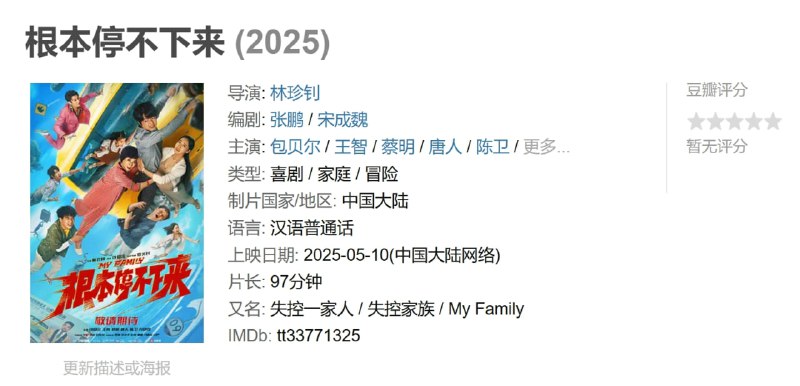 根本停不下来 (2025)
导演: 林珍钊
编剧: 张鹏 / 宋成魏
主演: 包贝尔 / 王智 / 蔡明 / 唐人 / 陈卫 / 更多...
类型: 喜剧 / 家庭 / 冒险
制片国家/地区: 中国大陆
语言: 汉语普通话
上映日期: 2025-05-10(中国大陆网络)
片长: 97分钟
又名: 失控一家人 / 失控家族 / My Family
IMDb: tt33771325
豆瓣评分
暂无评分
MY FAMILY
根本停不下来
敬请期待
更新描述或海报